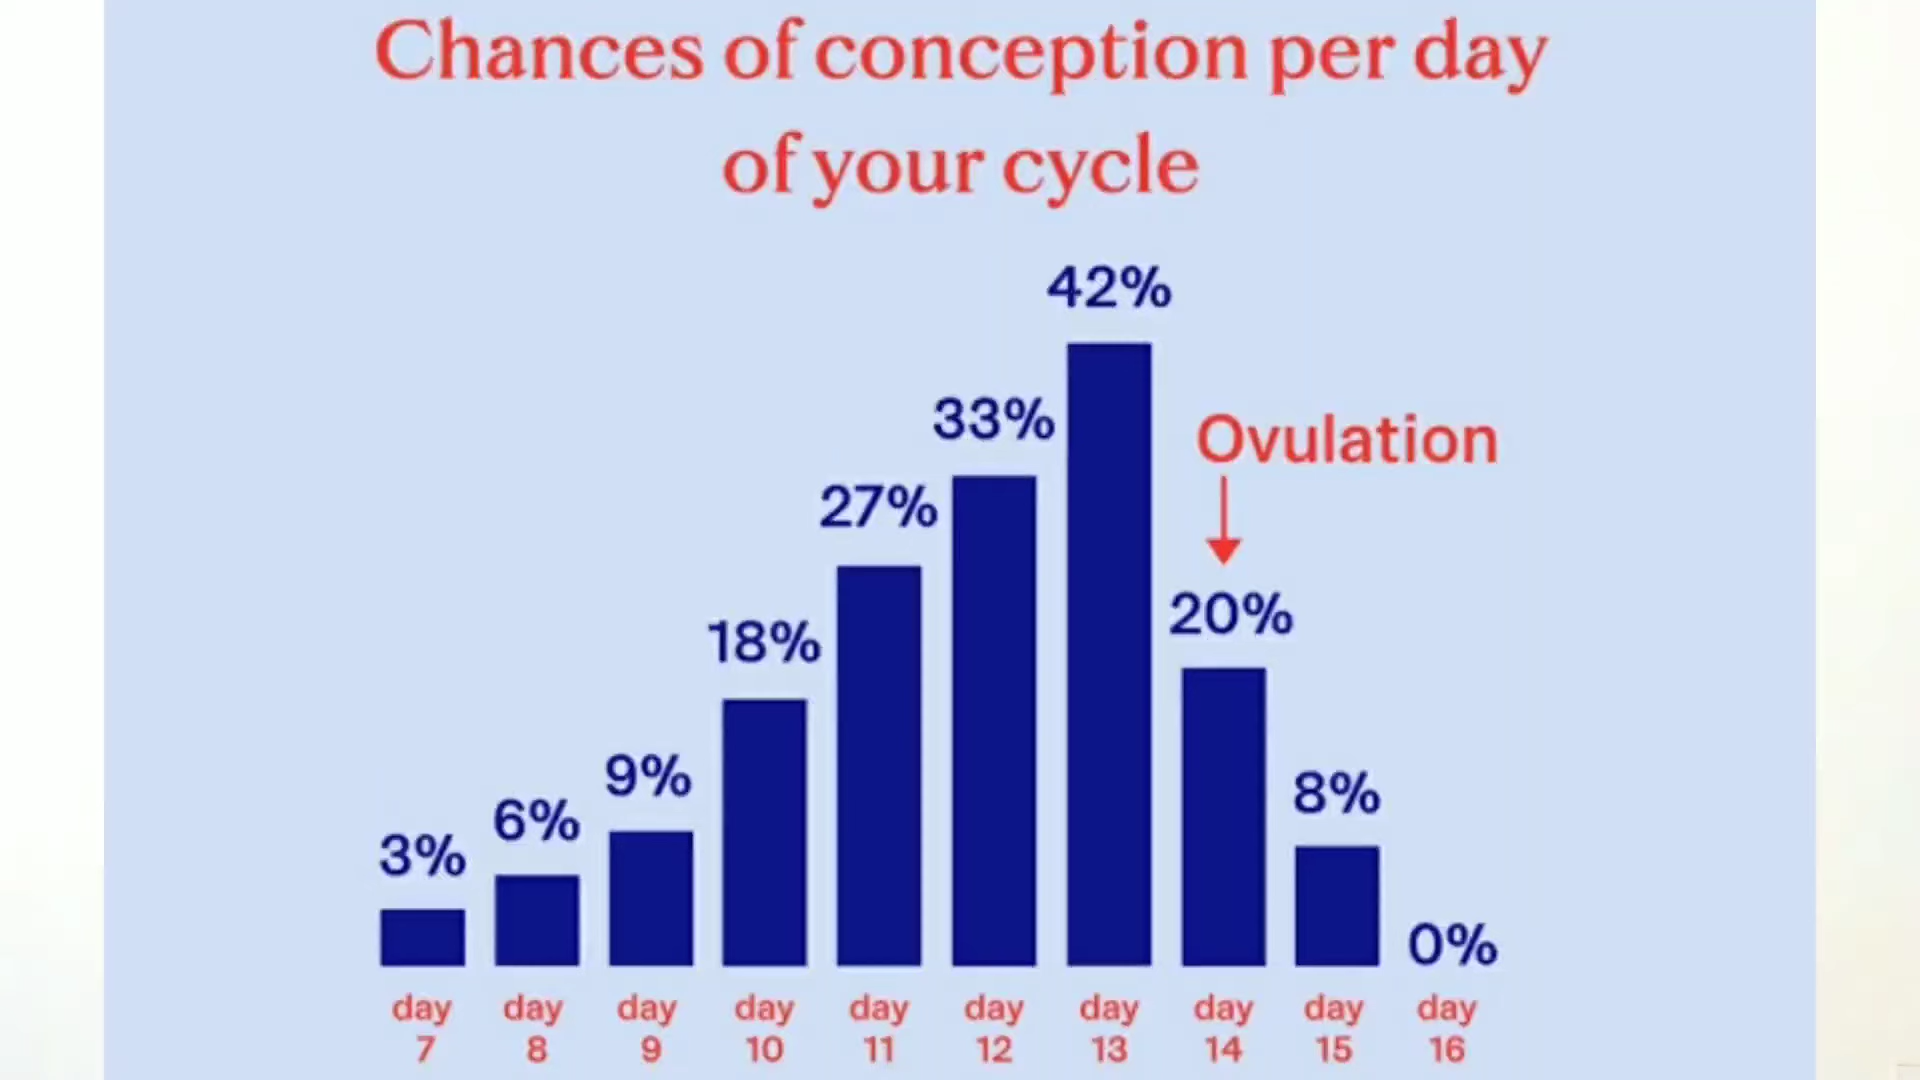 Chances of conception per day
of your cycle
42%
33%
Ovulation
27%
20%
18%
9%
8%
6%
3%
0%
day day day day day day day day day day
7 8 9 10 11 12 13 14 15 16